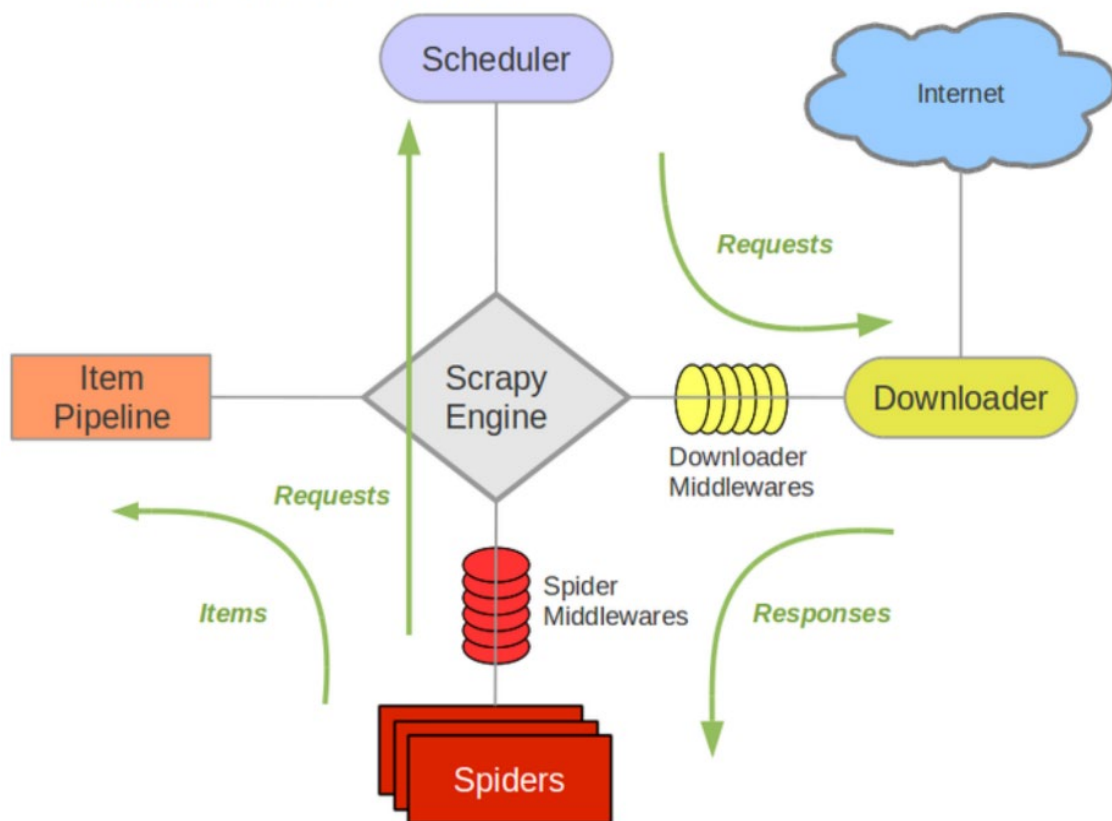 Scheduler
Internet
Requests
Item
Pipeline
Scrapy
Engine
Downloader
Downloader
Middlewares
Requests
Spider
Middlewares
Items
Responses
Spiders